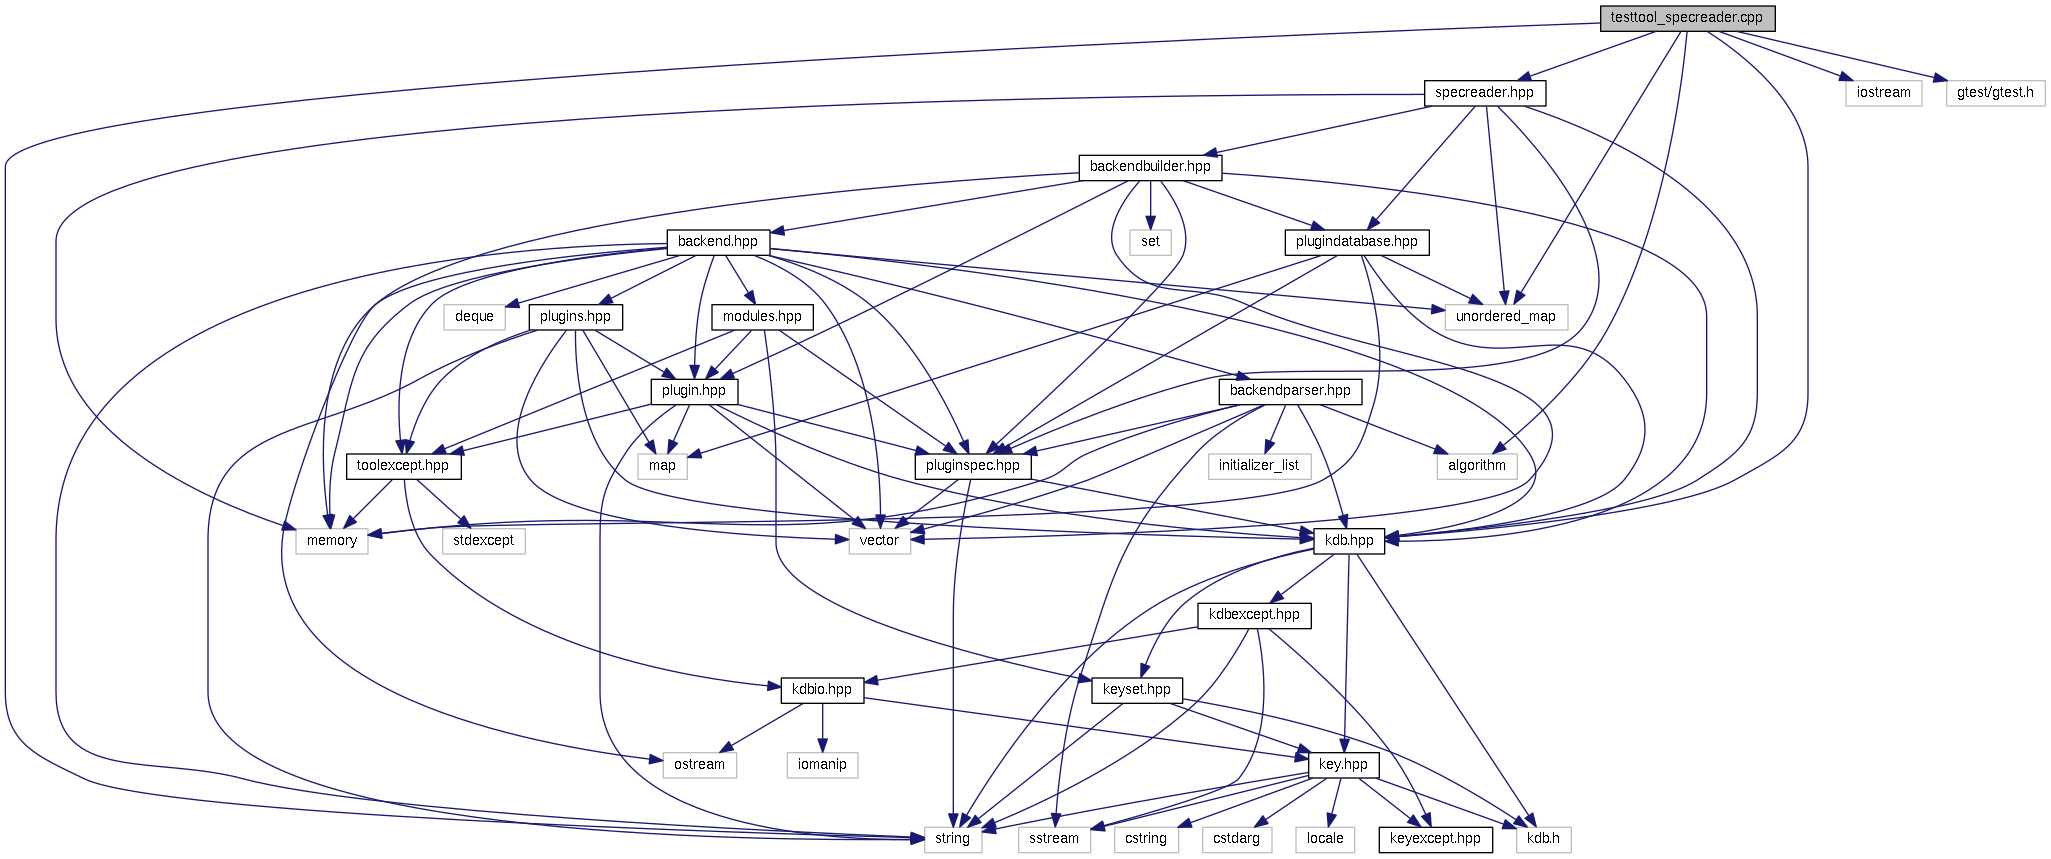 testtool_specreader.cpp
specreader.hpp
iostream
gtest/gtest.h
backendbuilder.hpp
backend.hpp
set
plugindatabase.hpp
deque
plugins.hpp
modules.hpp
unordered_map
plugin.hpp
backendparser.hpp
toolexcept.hpp
map
pluginspec.hpp
initializer_list
algorithm
memory
stdexcept
vector
kdb.hpp
kdbexcept.hpp
kdbio.hpp
keyset.hpp
ostream
iomanip
key.hpp
string
sstream
cstring
cstdarg
locale
keyexcept.hpp
kdb.h